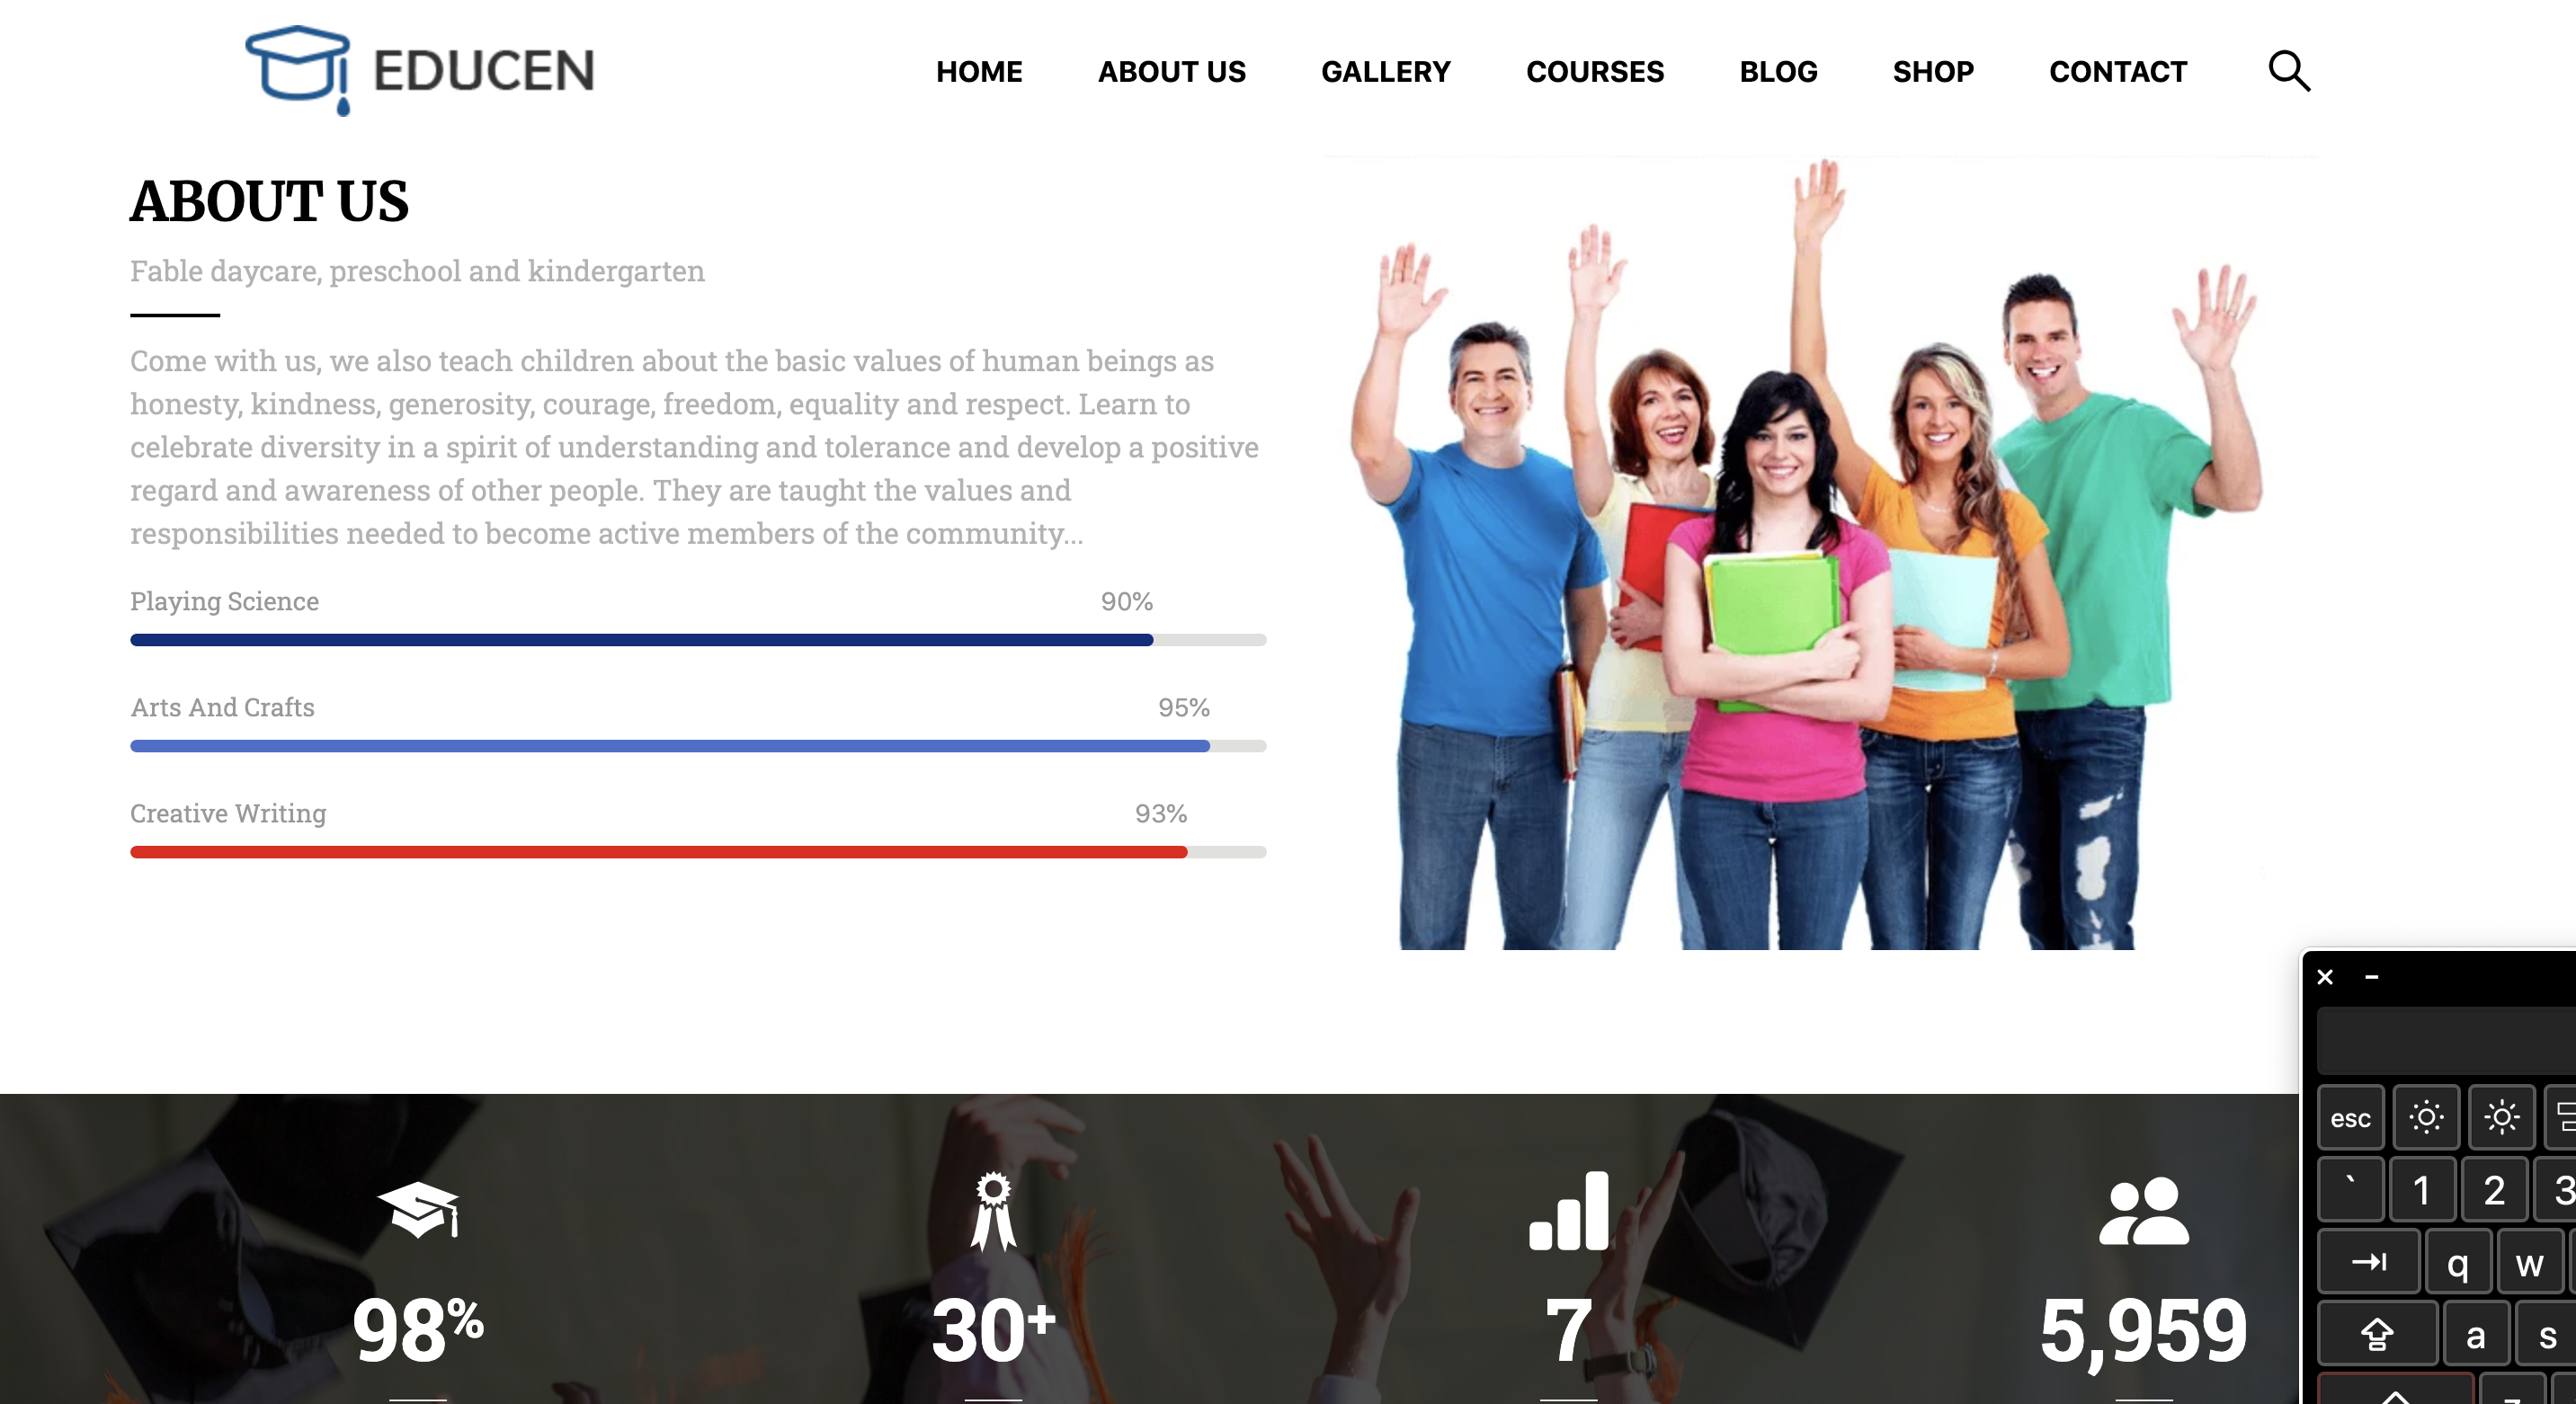 EDUCEN
HOME ABOUT US GALLERY COURSES BLOG SHOP CONTACT
ABOUT US
Fable daycare, preschool and kindergarten
Come with us, we also teach children about the basic values of human beings as
honesty, kindness, generosity, courage, freedom, equality and respect. Learn to
celebrate diversity in a spirit of understanding and tolerance and develop a positive
regard and awareness of other people. They are taught the values and
responsibilities needed to become active members of the community...
Playing Science 90%
Arts And Crafts 95%
Creative Writing 93%
98% 30+ 7 5,959
esc
` 1 2 3
q w
a s